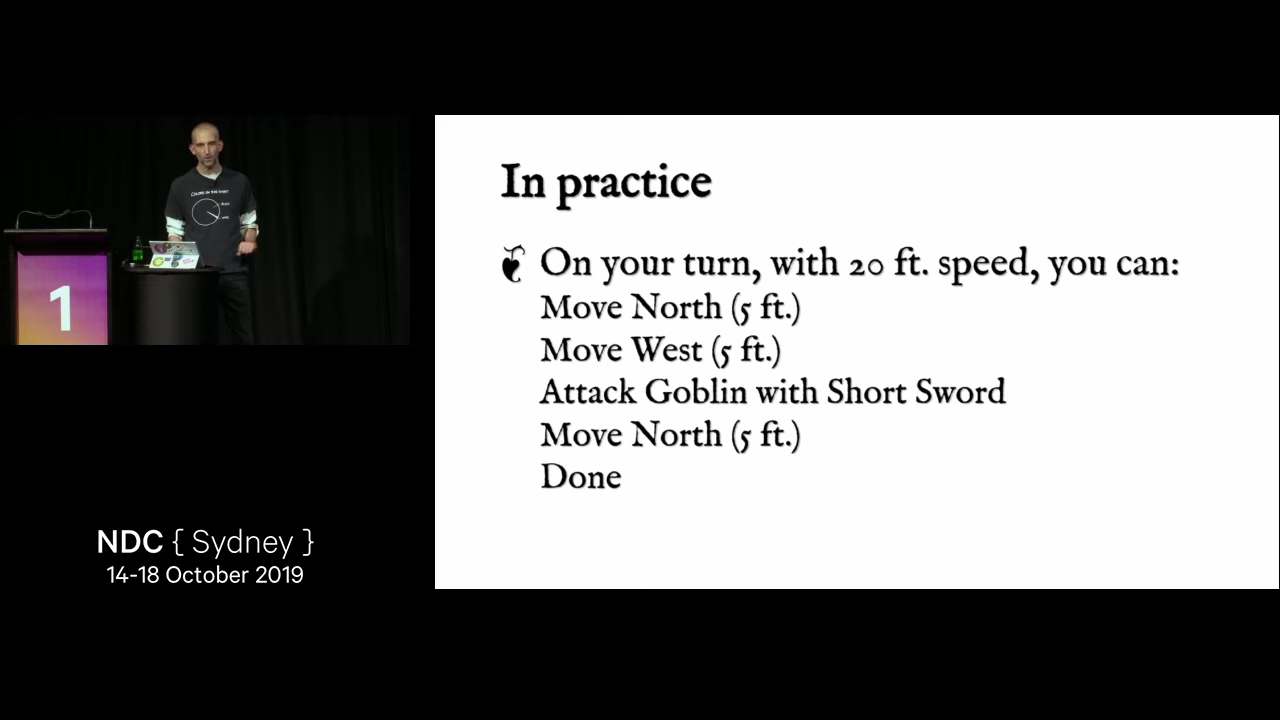 In practice
On your turn, with 20 ft. speed, you can:
Move North (5 ft.)
Move West (5 ft.)
Attack Goblin with Short Sword
Move North (5 ft.)
Done
1
NDC { Sydney }
14-18 October 2019